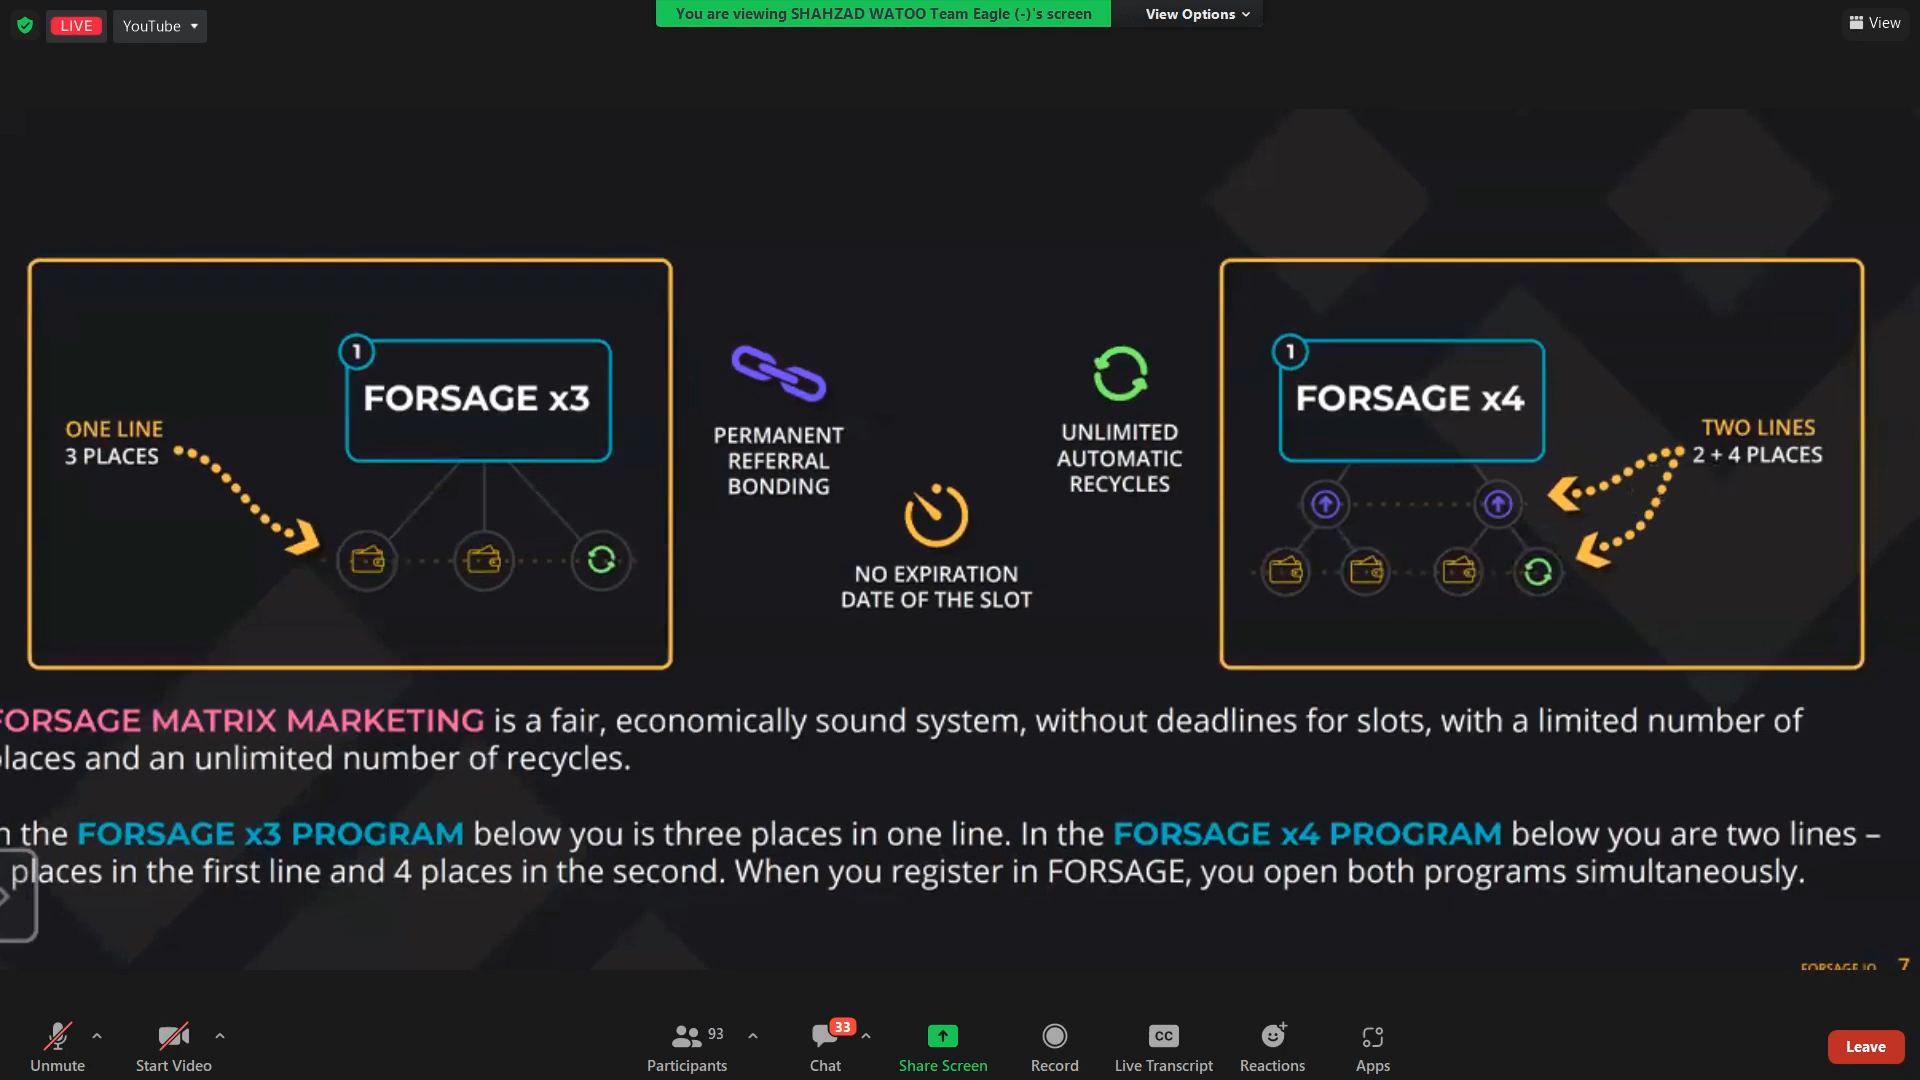 LIVE
YouTube
You are viewing SHAHZAD WATOO Team Eagle (-)'s screen
View Options
View
1
FORSAGE x3
ONE LINE
3 PLACES
PERMANENT
REFERRAL
BONDING
NO EXPIRATION
DATE OF THE SLOT
UNLIMITED
AUTOMATIC
RECYCLES
1
FORSAGE x4
TWO LINES
2 + 4 PLACES
FORSAGE MATRIX MARKETING is a fair, economically sound system, without deadlines for slots, with a limited number of
places and an unlimited number of recycles.
n the FORSAGE x3 PROGRAM below you is three places in one line. In the FORSAGE x4 PROGRAM below you are two lines –
places in the first line and 4 places in the second. When you register in FORSAGE, you open both programs simultaneously.
FORSAGE.IO 7
Unmute
Start Video
93
Participants
33
Chat
Share Screen
Record
CC
Live Transcript
Reactions
Apps
Leave